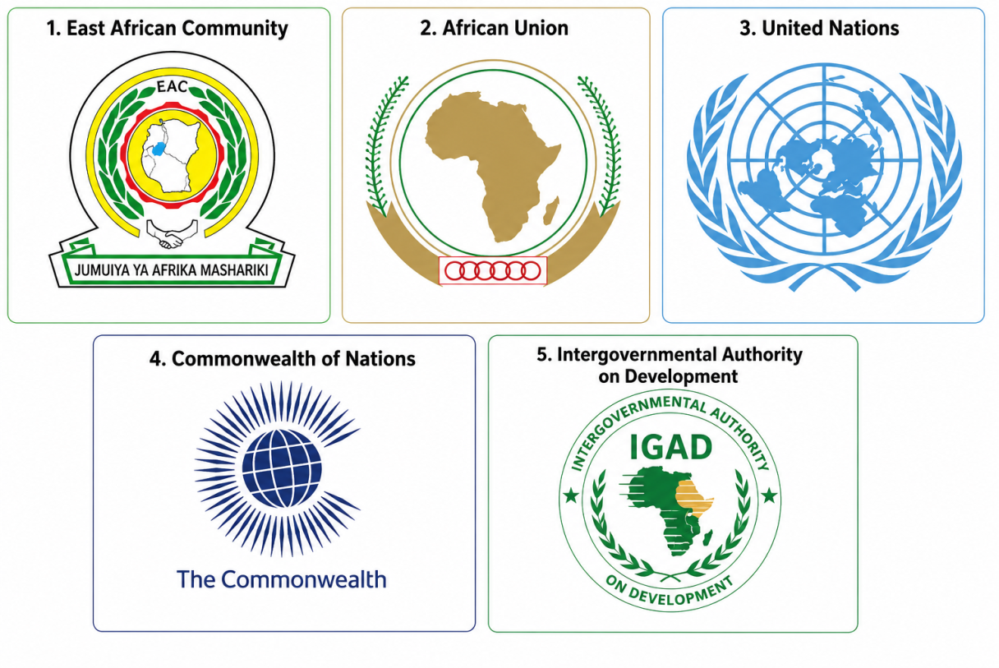 1. East African Community
EAC
JUMUIYA YA AFRIKA MASHARIKI
2. African Union
3. United Nations
4. Commonwealth of Nations
The Commonwealth
5. Intergovernmental Authority
on Development
INTERGOVERNMENTAL AUTHORITY
IGAD
ON DEVELOPMENT